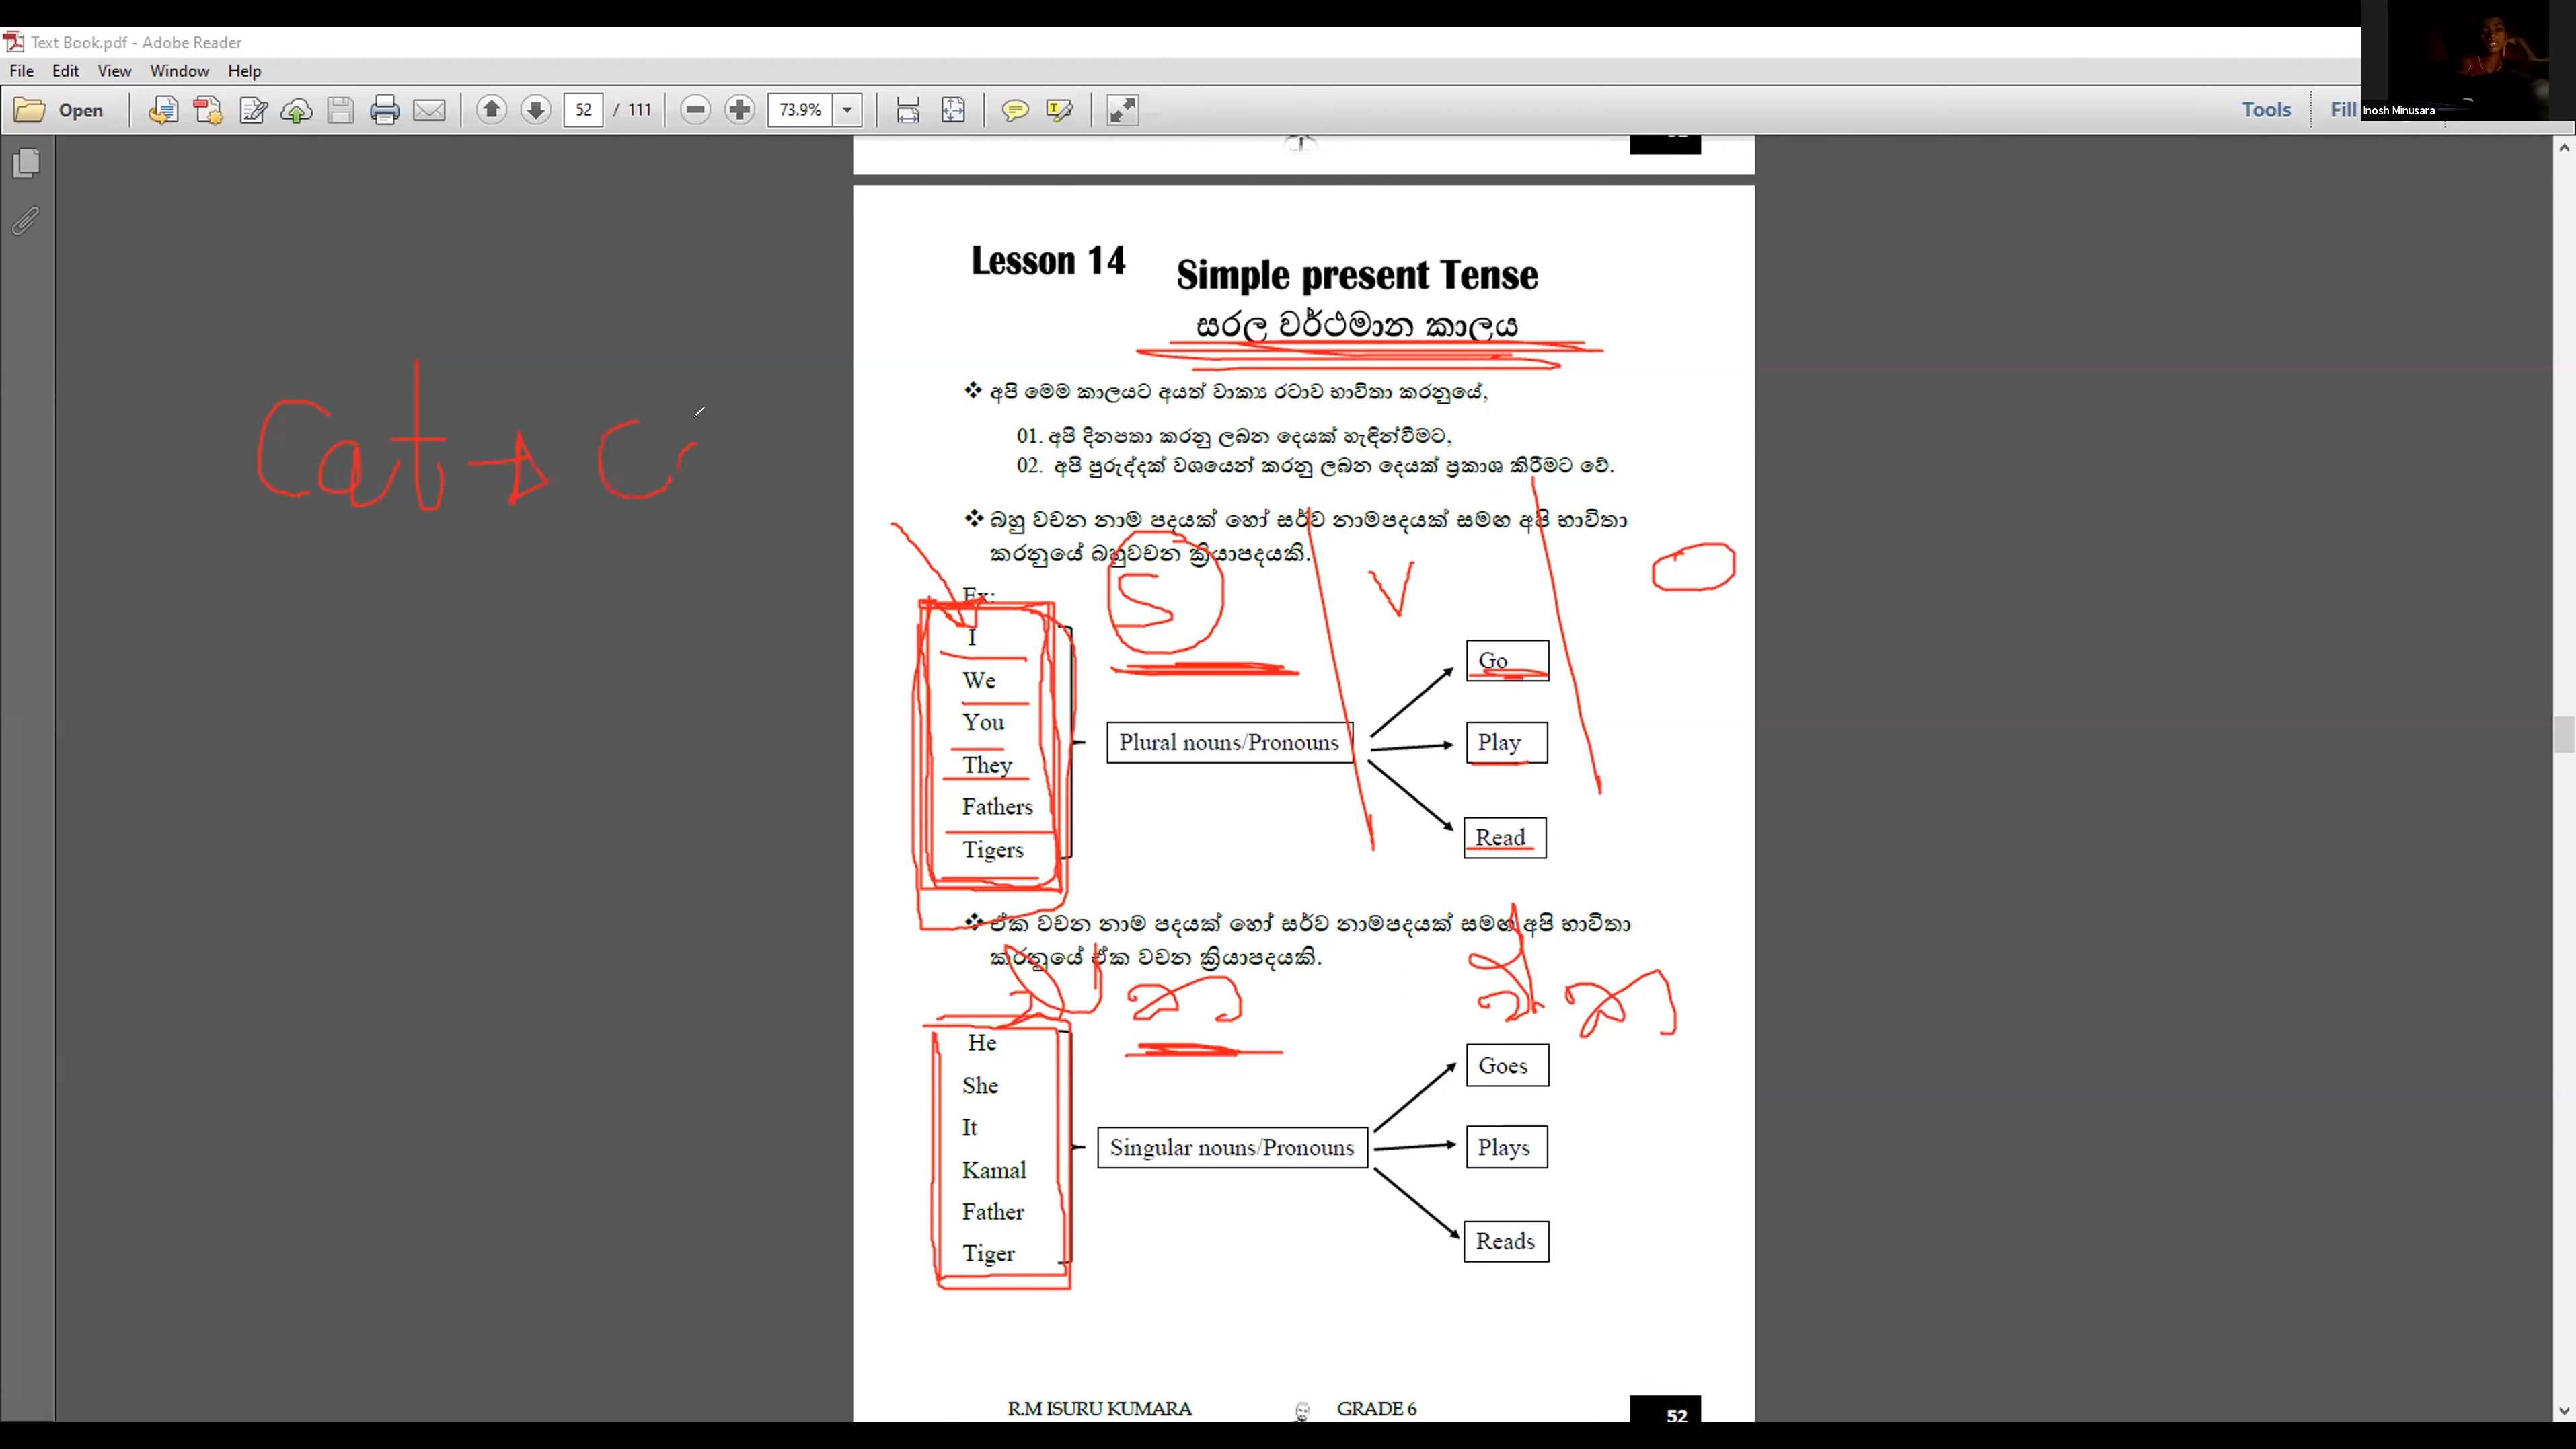 Text Book.pdf - Adobe Reader
File Edit View Window Help
Open 52 / 111 73.9% Tools Fill
Inosh Minusara
Lesson 14
Simple present Tense
සරල වර්ථමාන කාලය
❖ අපි මෙම කාලයට අයත් වාක්‍ය රටාව භාවිතා කරනුයේ,
01. අපි දිනපතා කරනු ලබන දෙයක් හැඳින්වීමට,
02. අපි පුරුද්දක් වශයෙන් කරනු ලබන දෙයක් ප්‍රකාශ කිරීමට වේ.
Cat → Ca
❖ බහු වචන නාම පදයක් හෝ සර්ව නාමපදයක් සමඟ අපි භාවිතා
කරනුයේ බහුවචන ක්‍රියාපදයකි.
Ex:
S V
I
We
You
They
Fathers
Tigers
Plural nouns/Pronouns
Go
Play
Read
❖ ඒක වචන නාම පදයක් හෝ සර්ව නාමපදයක් සමඟ අපි භාවිතා
කරනුයේ ඒක වචන ක්‍රියාපදයකි.
He
She
It
Kamal
Father
Tiger
Singular nouns/Pronouns
Goes
Plays
Reads
R.M ISURU KUMARA GRADE 6 52